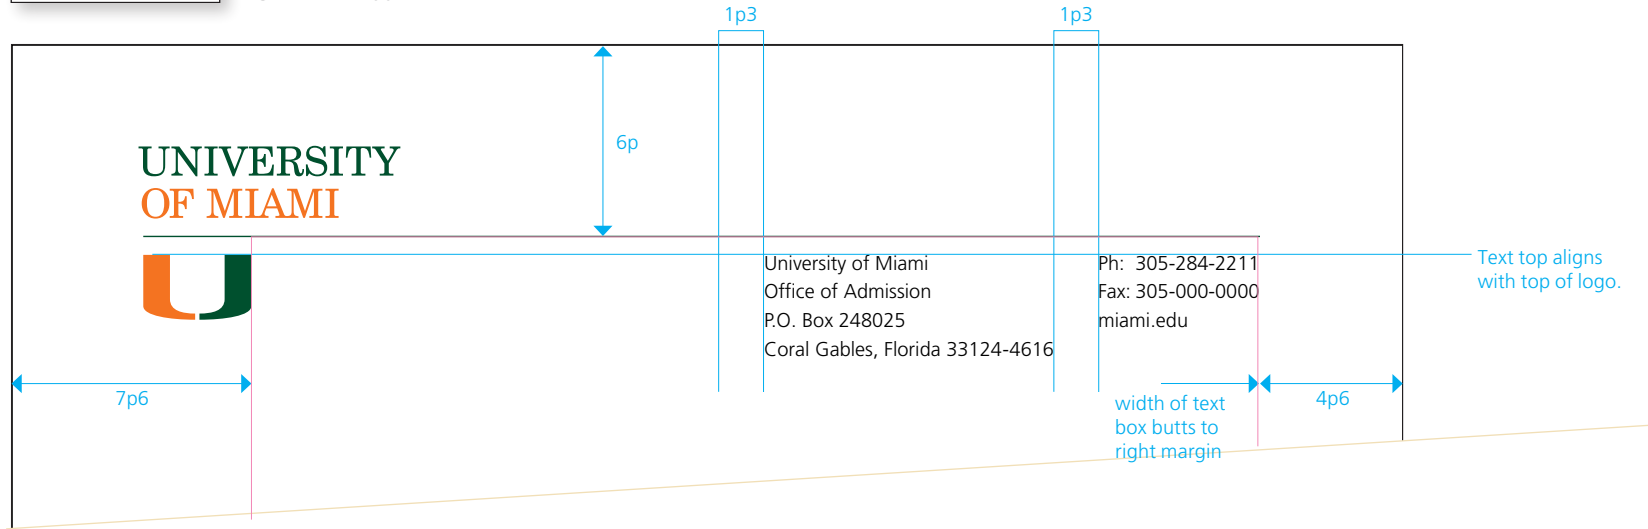 1p3
1p3
6p
UNIVERSITY
OF MIAMI
University of Miami
Office of Admission
P.O. Box 248025
Coral Gables, Florida 33124-4616
Ph: 305-284-2211
Fax: 305-000-0000
miami.edu
Text top aligns
with top of logo.
7p6
width of text
box butts to
right margin
4p6